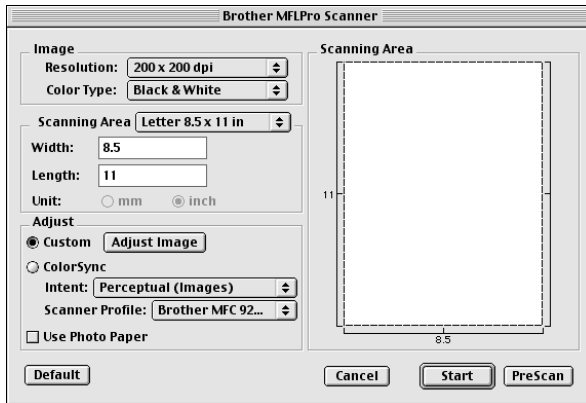 Brother MFLPro Scanner
Image
Resolution: 200 x 200 dpi
Color Type: Black & White
Scanning Area Letter 8.5 x 11 in
Width: 8.5
Length: 11
Unit: mm inch
Adjust
Custom Adjust Image
ColorSync
Intent: Perceptual (Images)
Scanner Profile: Brother MFC 92...
Use Photo Paper
Default
Scanning Area
11
8.5
Cancel Start PreScan